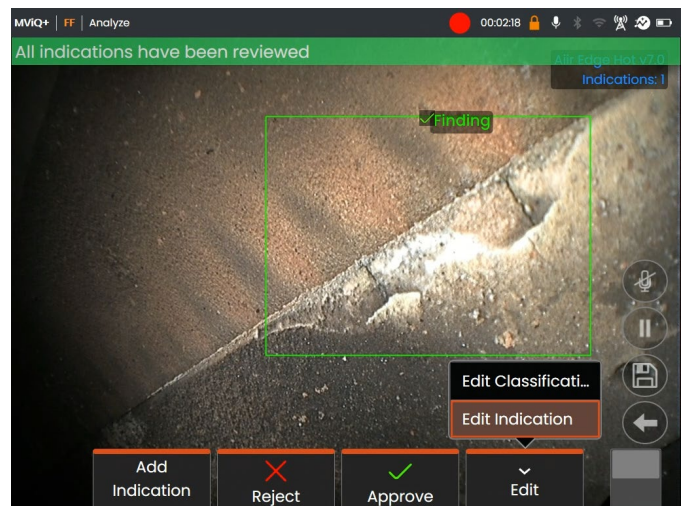 MViQ+ | FF | Analyze
00:02:18
All indications have been reviewed
Aiir Edge Hot v7.0
Indications: 1
Finding
Edit Classificati...
Edit Indication
Add
Indication
Reject
Approve
Edit